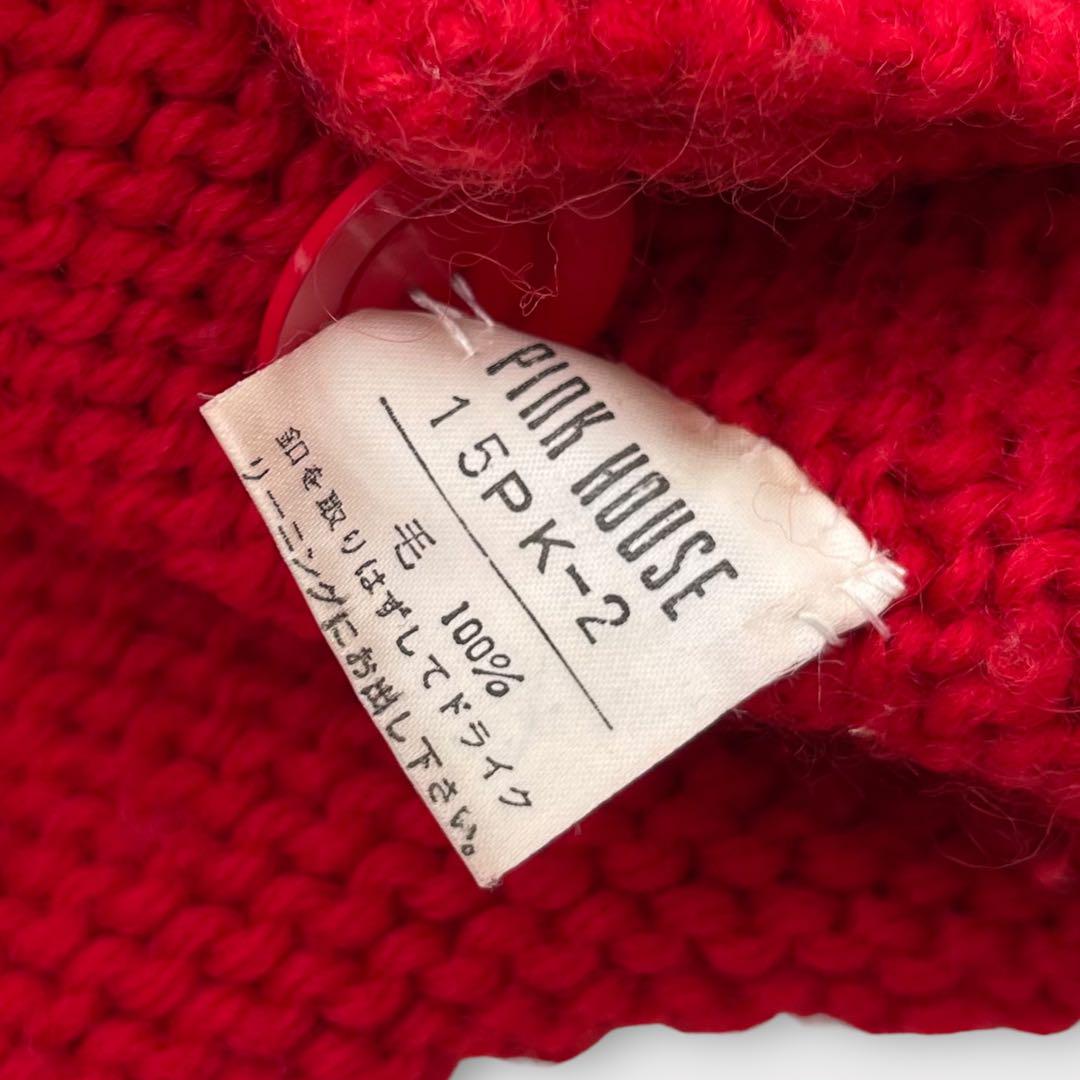 PINK HOUSE
15PK-2
毛 100%
釦を取りはずしてドライク
リーニングにお出し下さい。